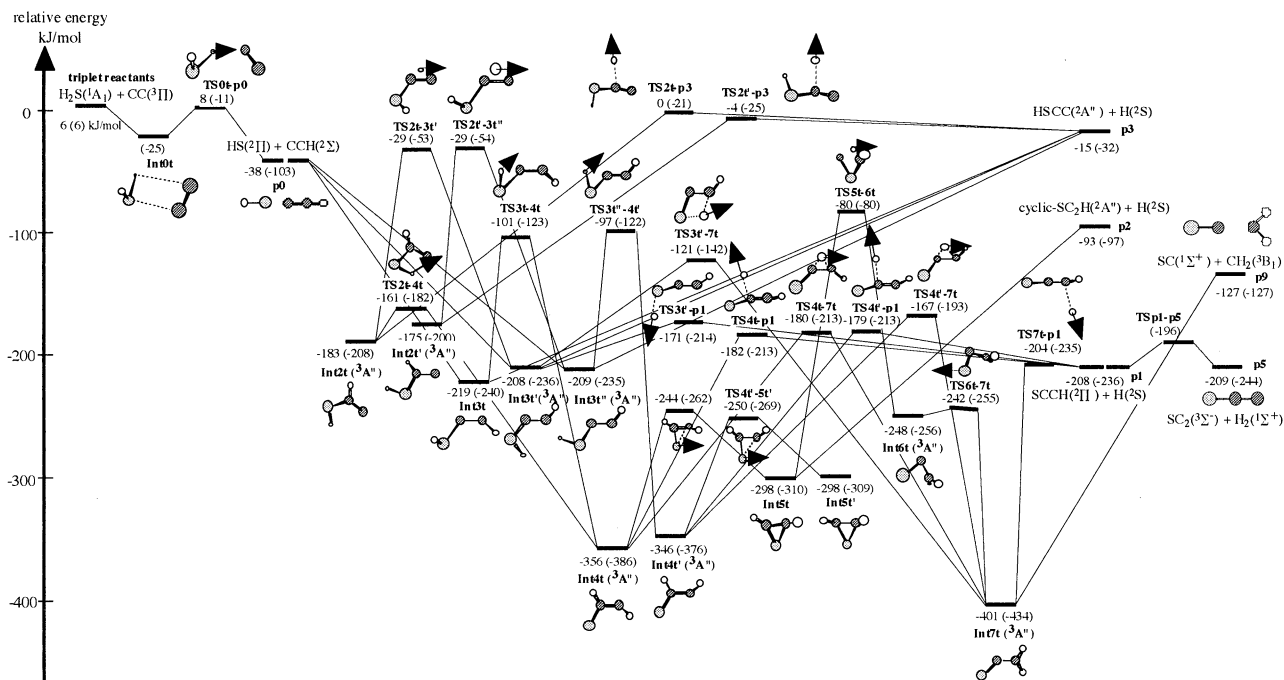 relative energy
kJ/mol
0
-100
-200
-300
-400
triplet reactants
H₂S(¹A₁) + CC(³Π)
6 (6) kJ/mol
(-25)
Int0t
TS0t-p0
8 (-11)
HS(²Π) + CCH(²Σ)
-38 (-103)
p0
TS2t-3t'
-29 (-53)
TS2t'-3t"
-29 (-54)
TS2t-p3
0 (-21)
TS2t'-p3
-4 (-25)
HSCC(²A") + H(²S)
p3
-15 (-32)
TS3t-4t
-101 (-123)
TS3t"-4t'
-97 (-122)
TS3t'-7t
-121 (-142)
TS5t-6t
-80 (-80)
cyclic-SC₂H(²A") + H(²S)
p2
-93 (-97)
SC(¹Σ⁺) + CH₂(³B₁)
p9
-127 (-127)
TS2t-4t
-161 (-182)
TS3t'-p1
-171 (-214)
TS4t-p1
-182 (-213)
TS4t-7t
-180 (-213)
TS4t'-p1
-179 (-213)
TS4t'-7t
-167 (-193)
TS7t-p1
-204 (-235)
TSp1-p5
(-196)
-183 (-208)
Int2t (³A")
-175 (-200)
Int2t' (³A")
-219 (-240)
Int3t
-208 (-236)
Int3t' (³A")
-209 (-235)
Int3t" (³A")
-244 (-262)
TS4t'-5t'
-250 (-269)
TS6t-7t
-242 (-255)
-248 (-256)
Int6t (³A")
-208 (-236)
p1
SCCH(²Π) + H(²S)
p5
-209 (-244)
SC₂(³Σ⁻) + H₂(¹Σ⁺)
-298 (-310)
Int5t
-298 (-309)
Int5t'
-356 (-386)
Int4t (³A")
-346 (-376)
Int4t' (³A")
-401 (-434)
Int7t (³A")